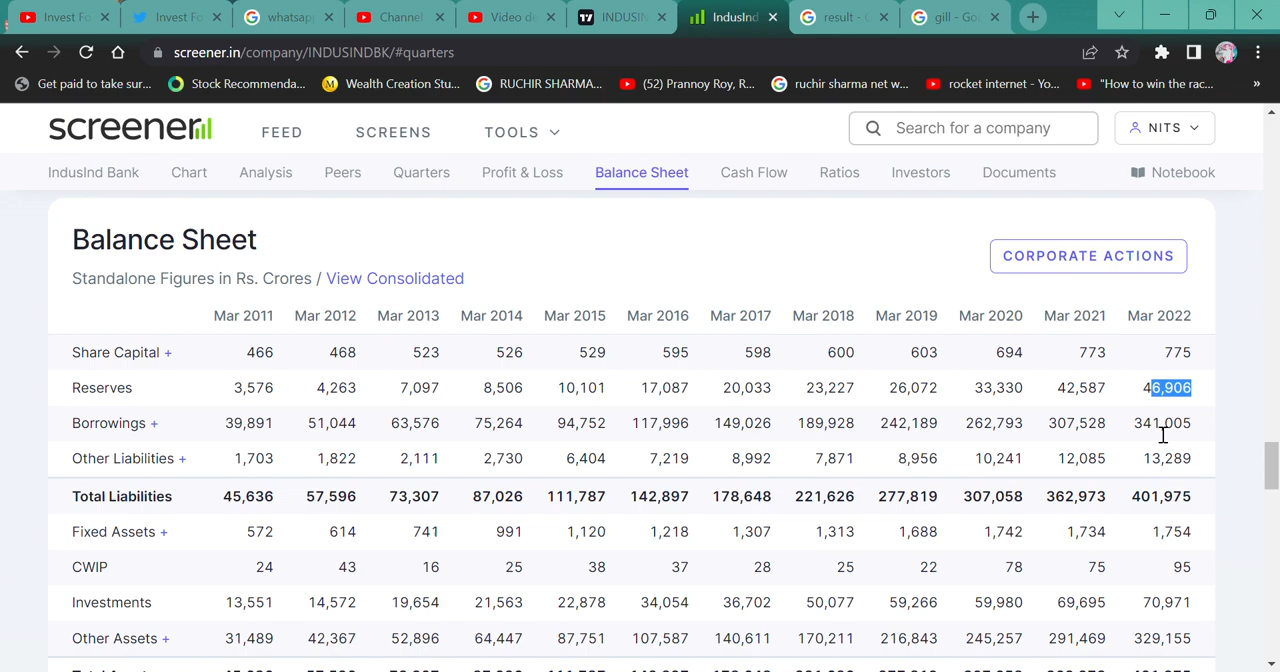 Invest Fo
Invest Fo
whatsap
Channel
Video de
INDUSIN
IndusInd
result - G
gill - Goo
screener.in/company/INDUSINDBK/#quarters
Get paid to take sur... Stock Recommenda... Wealth Creation Stu... RUCHIR SHARMA... (52) Prannoy Roy, R... ruchir sharma net w... rocket internet - Yo... "How to win the rac... »
screener FEED SCREENS TOOLS Search for a company NITS
IndusInd Bank Chart Analysis Peers Quarters Profit & Loss Balance Sheet Cash Flow Ratios Investors Documents Notebook
Balance Sheet
CORPORATE ACTIONS
Standalone Figures in Rs. Crores / View Consolidated
Mar 2011 Mar 2012 Mar 2013 Mar 2014 Mar 2015 Mar 2016 Mar 2017 Mar 2018 Mar 2019 Mar 2020 Mar 2021 Mar 2022
Share Capital + 466 468 523 526 529 595 598 600 603 694 773 775
Reserves 3,576 4,263 7,097 8,506 10,101 17,087 20,033 23,227 26,072 33,330 42,587 46,906
Borrowings + 39,891 51,044 63,576 75,264 94,752 117,996 149,026 189,928 242,189 262,793 307,528 341,005
Other Liabilities + 1,703 1,822 2,111 2,730 6,404 7,219 8,992 7,871 8,956 10,241 12,085 13,289
Total Liabilities 45,636 57,596 73,307 87,026 111,787 142,897 178,648 221,626 277,819 307,058 362,973 401,975
Fixed Assets + 572 614 741 991 1,120 1,218 1,307 1,313 1,688 1,742 1,734 1,754
CWIP 24 43 16 25 38 37 28 25 22 78 75 95
Investments 13,551 14,572 19,654 21,563 22,878 34,054 36,702 50,077 59,266 59,980 69,695 70,971
Other Assets + 31,489 42,367 52,896 64,447 87,751 107,587 140,611 170,211 216,843 245,257 291,469 329,155